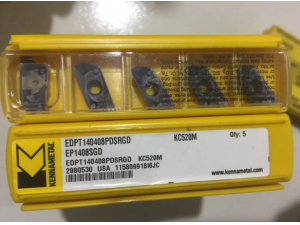 EDPT140408PDSRGD KC520M Qty: 5
EP1408SGD
EDPT140408PDSRGD KC520M
2980530 USA
www.kennametal.com
KENNAMETAL